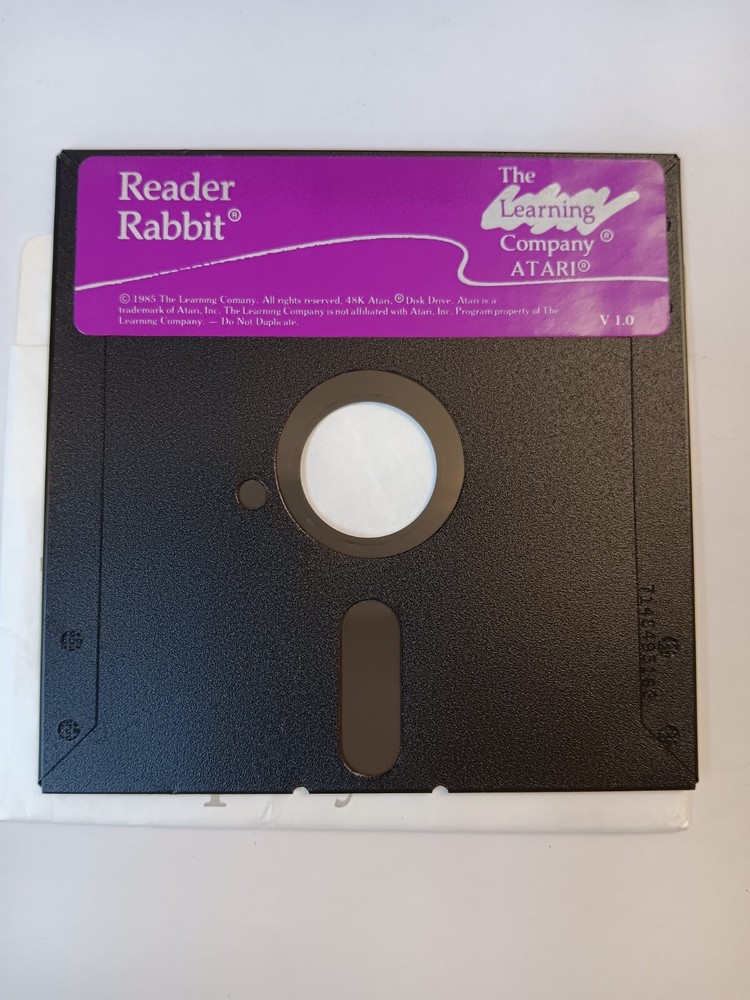 Reader
Rabbit®
The
Learning
Company ®
ATARI®
© 1985 The Learning Comany. All rights reserved. 48K Atari,® Disk Drive. Atari is a
trademark of Atari, Inc. The Learning Company is not affiliated with Atari, Inc. Program property of The
Learning Company. — Do Not Duplicate.
V 1.0